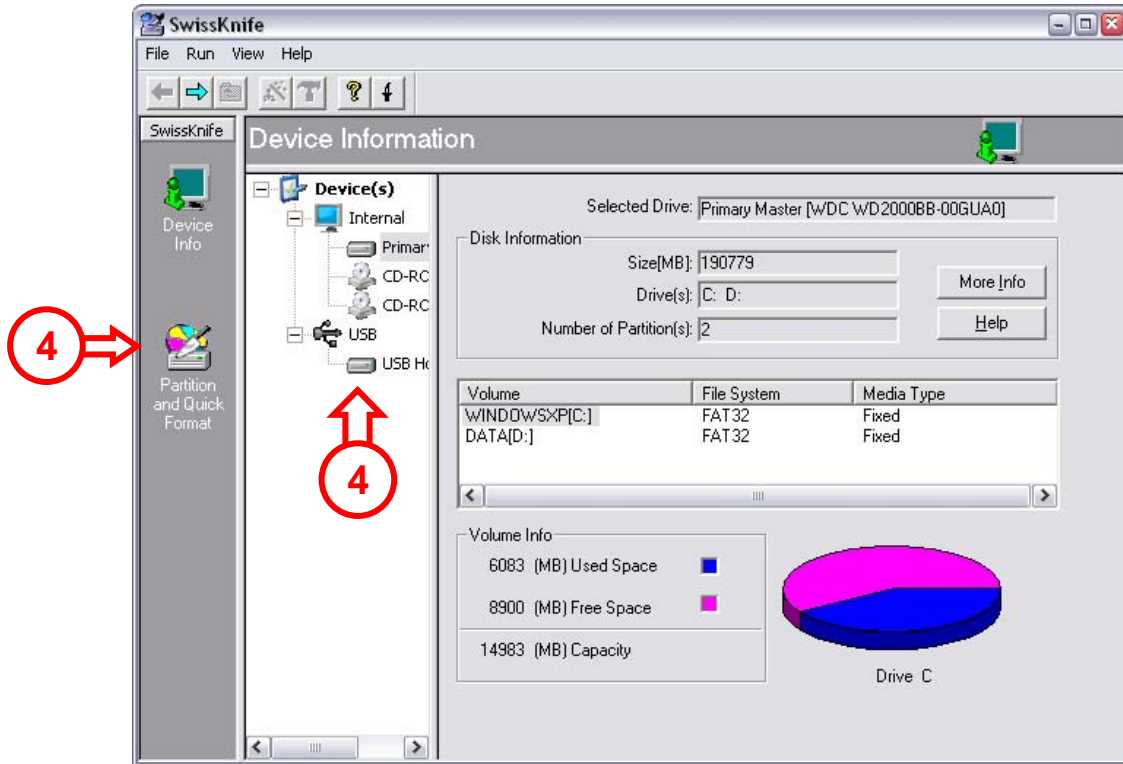 SwissKnife
File Run View Help
SwissKnife
Device Information
Device
Info
Partition
and Quick
Format
4
Device(s)
Internal
Primar
CD-RC
CD-RC
USB
USB Ho
4
Selected Drive: Primary Master [WDC WD2000BB-00GUA0]
Disk Information
Size[MB]: 190779
Drive(s): C: D:
Number of Partition(s): 2
More Info
Help
Volume File System Media Type
WINDOWSXP[C:] FAT32 Fixed
DATA[D:] FAT32 Fixed
Volume Info
6083 (MB) Used Space
8900 (MB) Free Space
14983 (MB) Capacity
Drive C